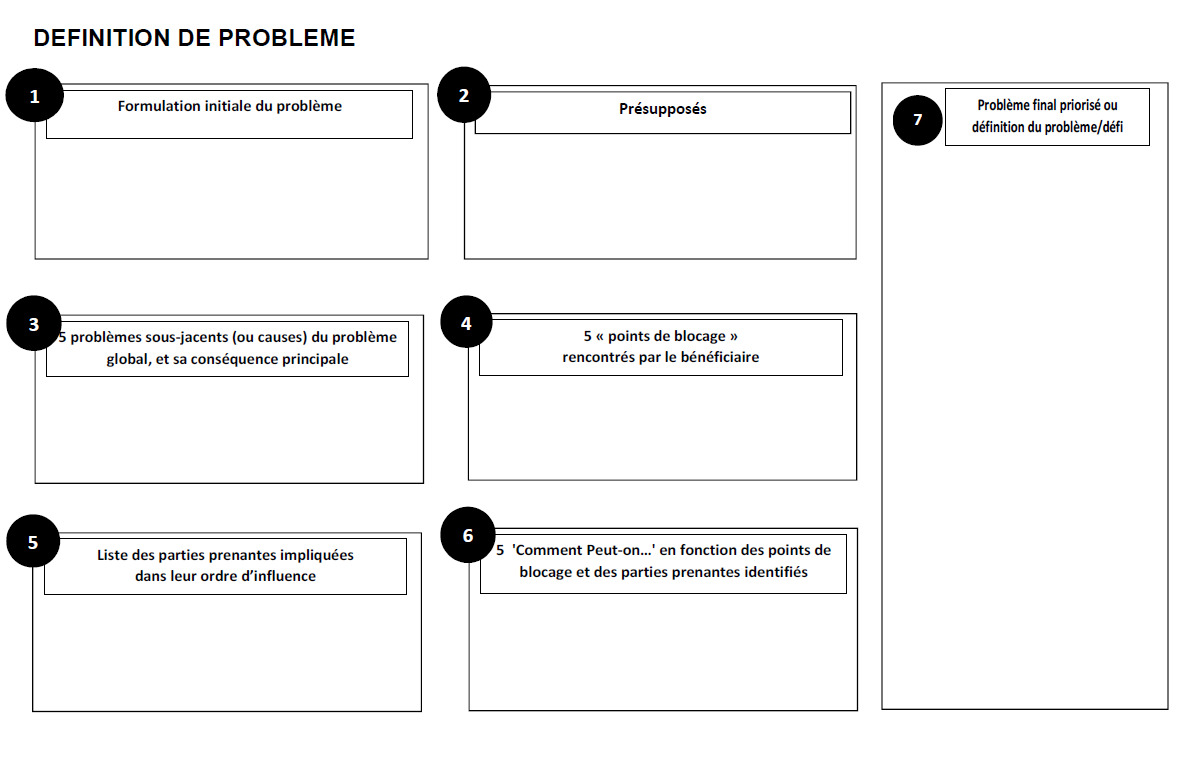 DEFINITION DE PROBLEME
1
Formulation initiale du problème
2
Présupposés
3
5 problèmes sous-jacents (ou causes) du problème
global, et sa conséquence principale
4
5 « points de blocage »
rencontrés par le bénéficiaire
5
Liste des parties prenantes impliquées
dans leur ordre d’influence
6
5 'Comment Peut-on…' en fonction des points de
blocage et des parties prenantes identifiés
7
Problème final priorisé ou
définition du problème/défi